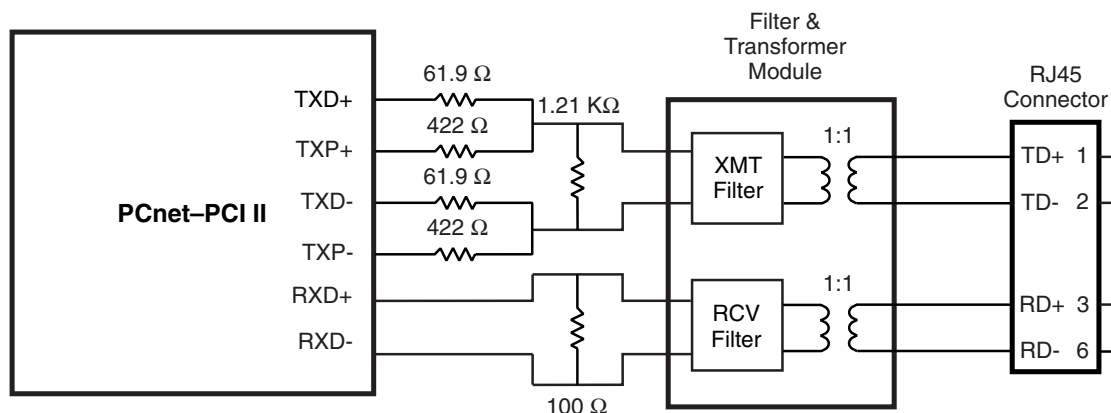 Filter &
Transformer
Module
RJ45
Connector
61.9 Ω
TXD+
1.21 KΩ
422 Ω
TXP+
1:1
XMT
Filter
TD+ 1
61.9 Ω
TXD-
TD- 2
PCnet–PCI II
422 Ω
TXP-
RXD+
1:1
RCV
Filter
RD+ 3
RXD-
RD- 6
100 Ω